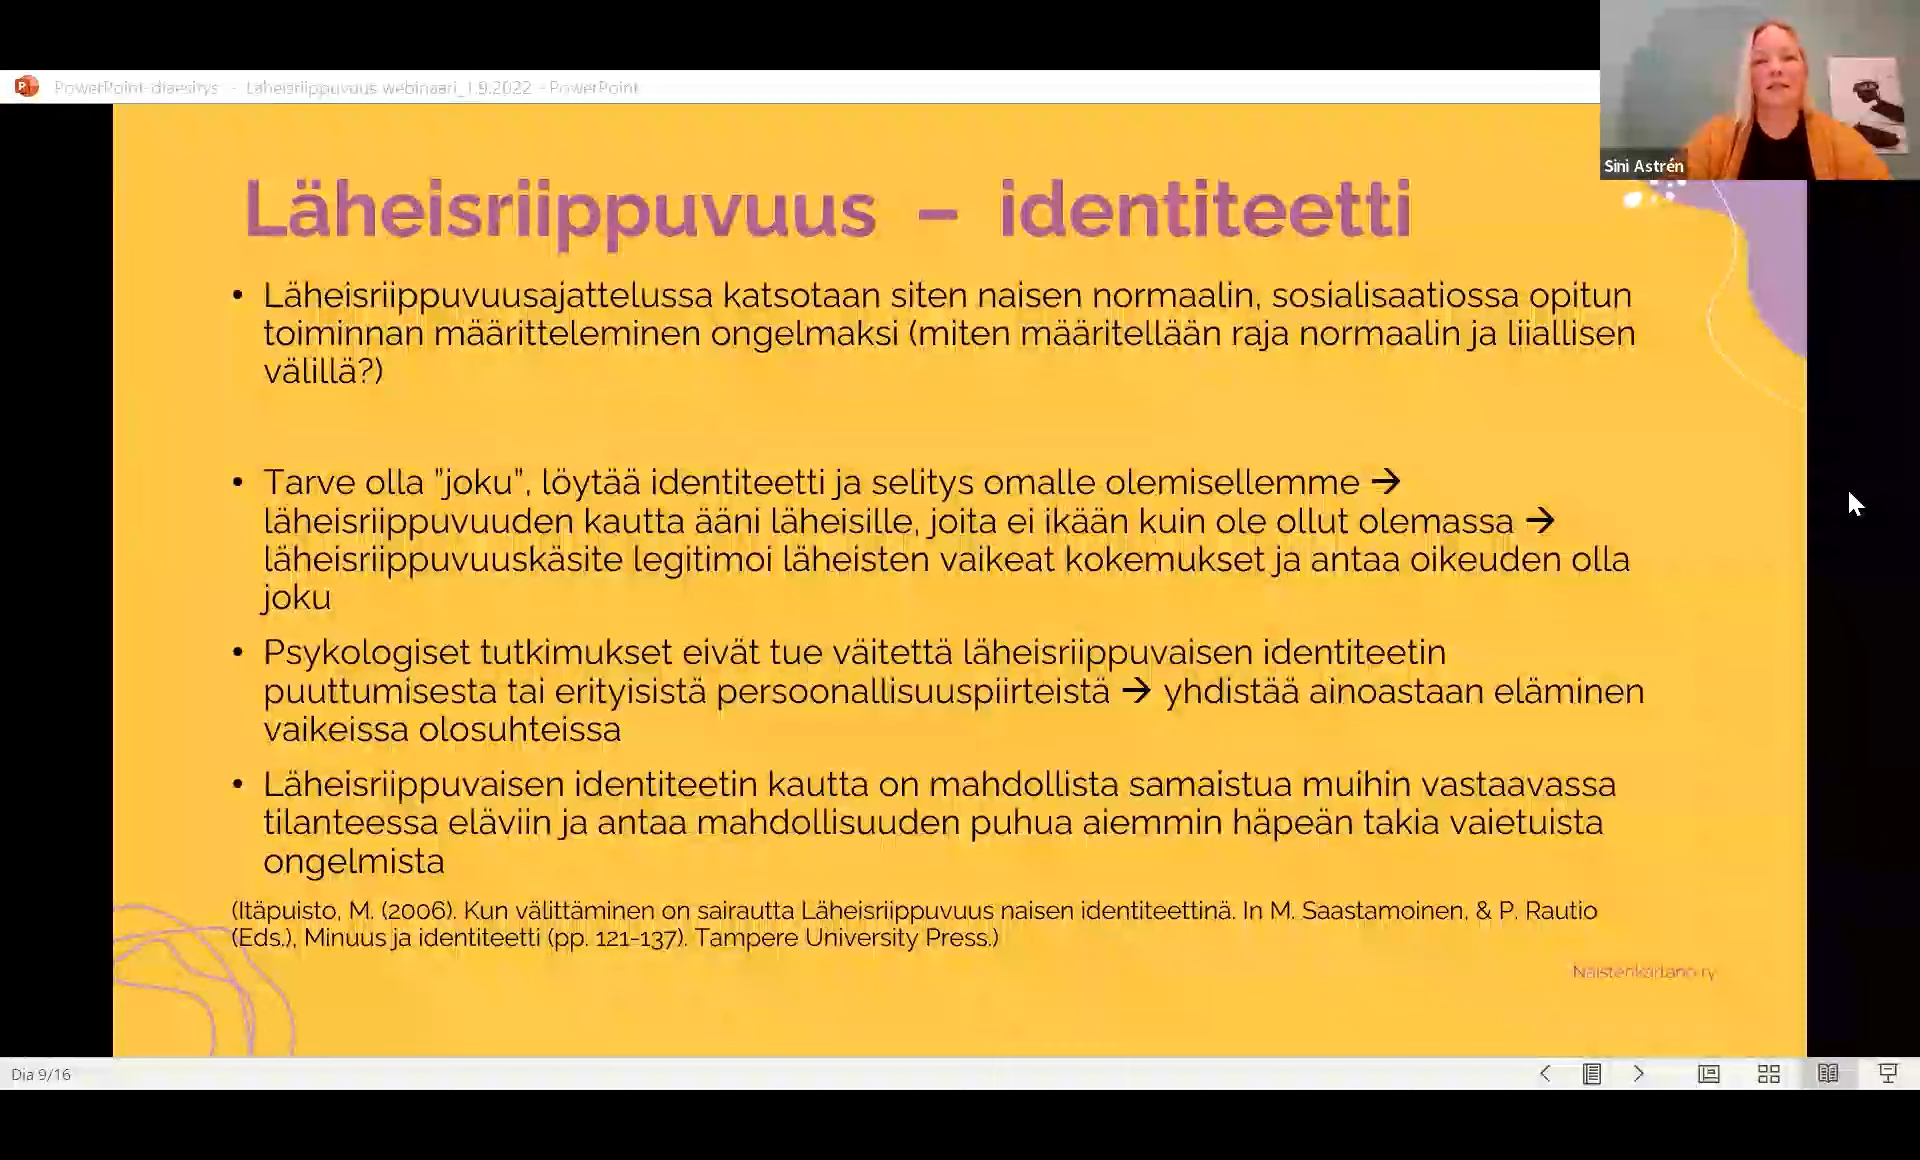 PowerPoint-diaesitys - Läheisriippuvuus webinaari_1.9.2022 - PowerPoint
Sini Astrén
Läheisriippuvuus – identiteetti
• Läheisriippuvuusajattelussa katsotaan siten naisen normaalin, sosialisaatiossa opitun
toiminnan määritteleminen ongelmaksi (miten määritellään raja normaalin ja liiallisen
välillä?)
• Tarve olla ”joku”, löytää identiteetti ja selitys omalle olemisellemme →
läheisriippuvuuden kautta ääni läheisille, joita ei ikään kuin ole ollut olemassa →
läheisriippuvuuskäsite legitimoi läheisten vaikeat kokemukset ja antaa oikeuden olla
joku
• Psykologiset tutkimukset eivät tue väitettä läheisriippuvaisen identiteetin
puuttumisesta tai erityisistä persoonallisuuspiirteistä → yhdistää ainoastaan eläminen
vaikeissa olosuhteissa
• Läheisriippuvaisen identiteetin kautta on mahdollista samaistua muihin vastaavassa
tilanteessa eläviin ja antaa mahdollisuuden puhua aiemmin häpeän takia vaietuista
ongelmista
(Itäpuisto, M. (2006). Kun välittäminen on sairautta Läheisriippuvuus naisen identiteettinä. In M. Saastamoinen, & P. Rautio
(Eds.), Minuus ja identiteetti (pp. 121-137). Tampere University Press.)
Naistenkartano ry
Dia 9/16